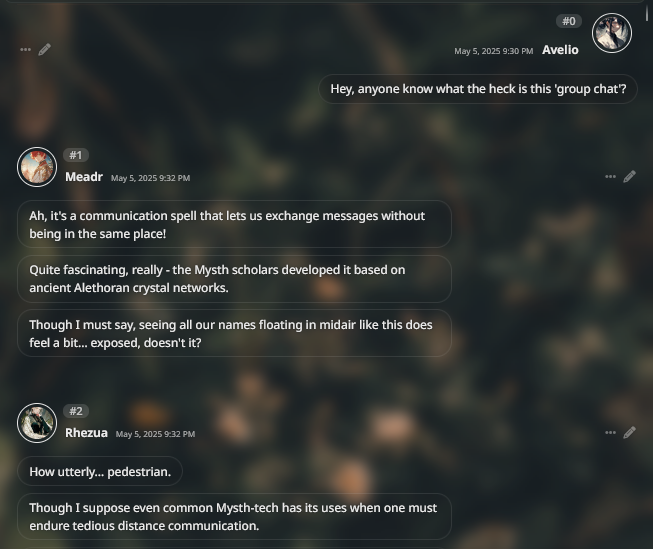 #0
May 5, 2025 9:30 PM Avelio
Hey, anyone know what the heck is this 'group chat'?
#1
Meadr May 5, 2025 9:32 PM
Ah, it's a communication spell that lets us exchange messages without
being in the same place!
Quite fascinating, really - the Mysth scholars developed it based on
ancient Alethoran crystal networks.
Though I must say, seeing all our names floating in midair like this does
feel a bit... exposed, doesn't it?
#2
Rhezua May 5, 2025 9:32 PM
How utterly... pedestrian.
Though I suppose even common Mysth-tech has its uses when one must
endure tedious distance communication.